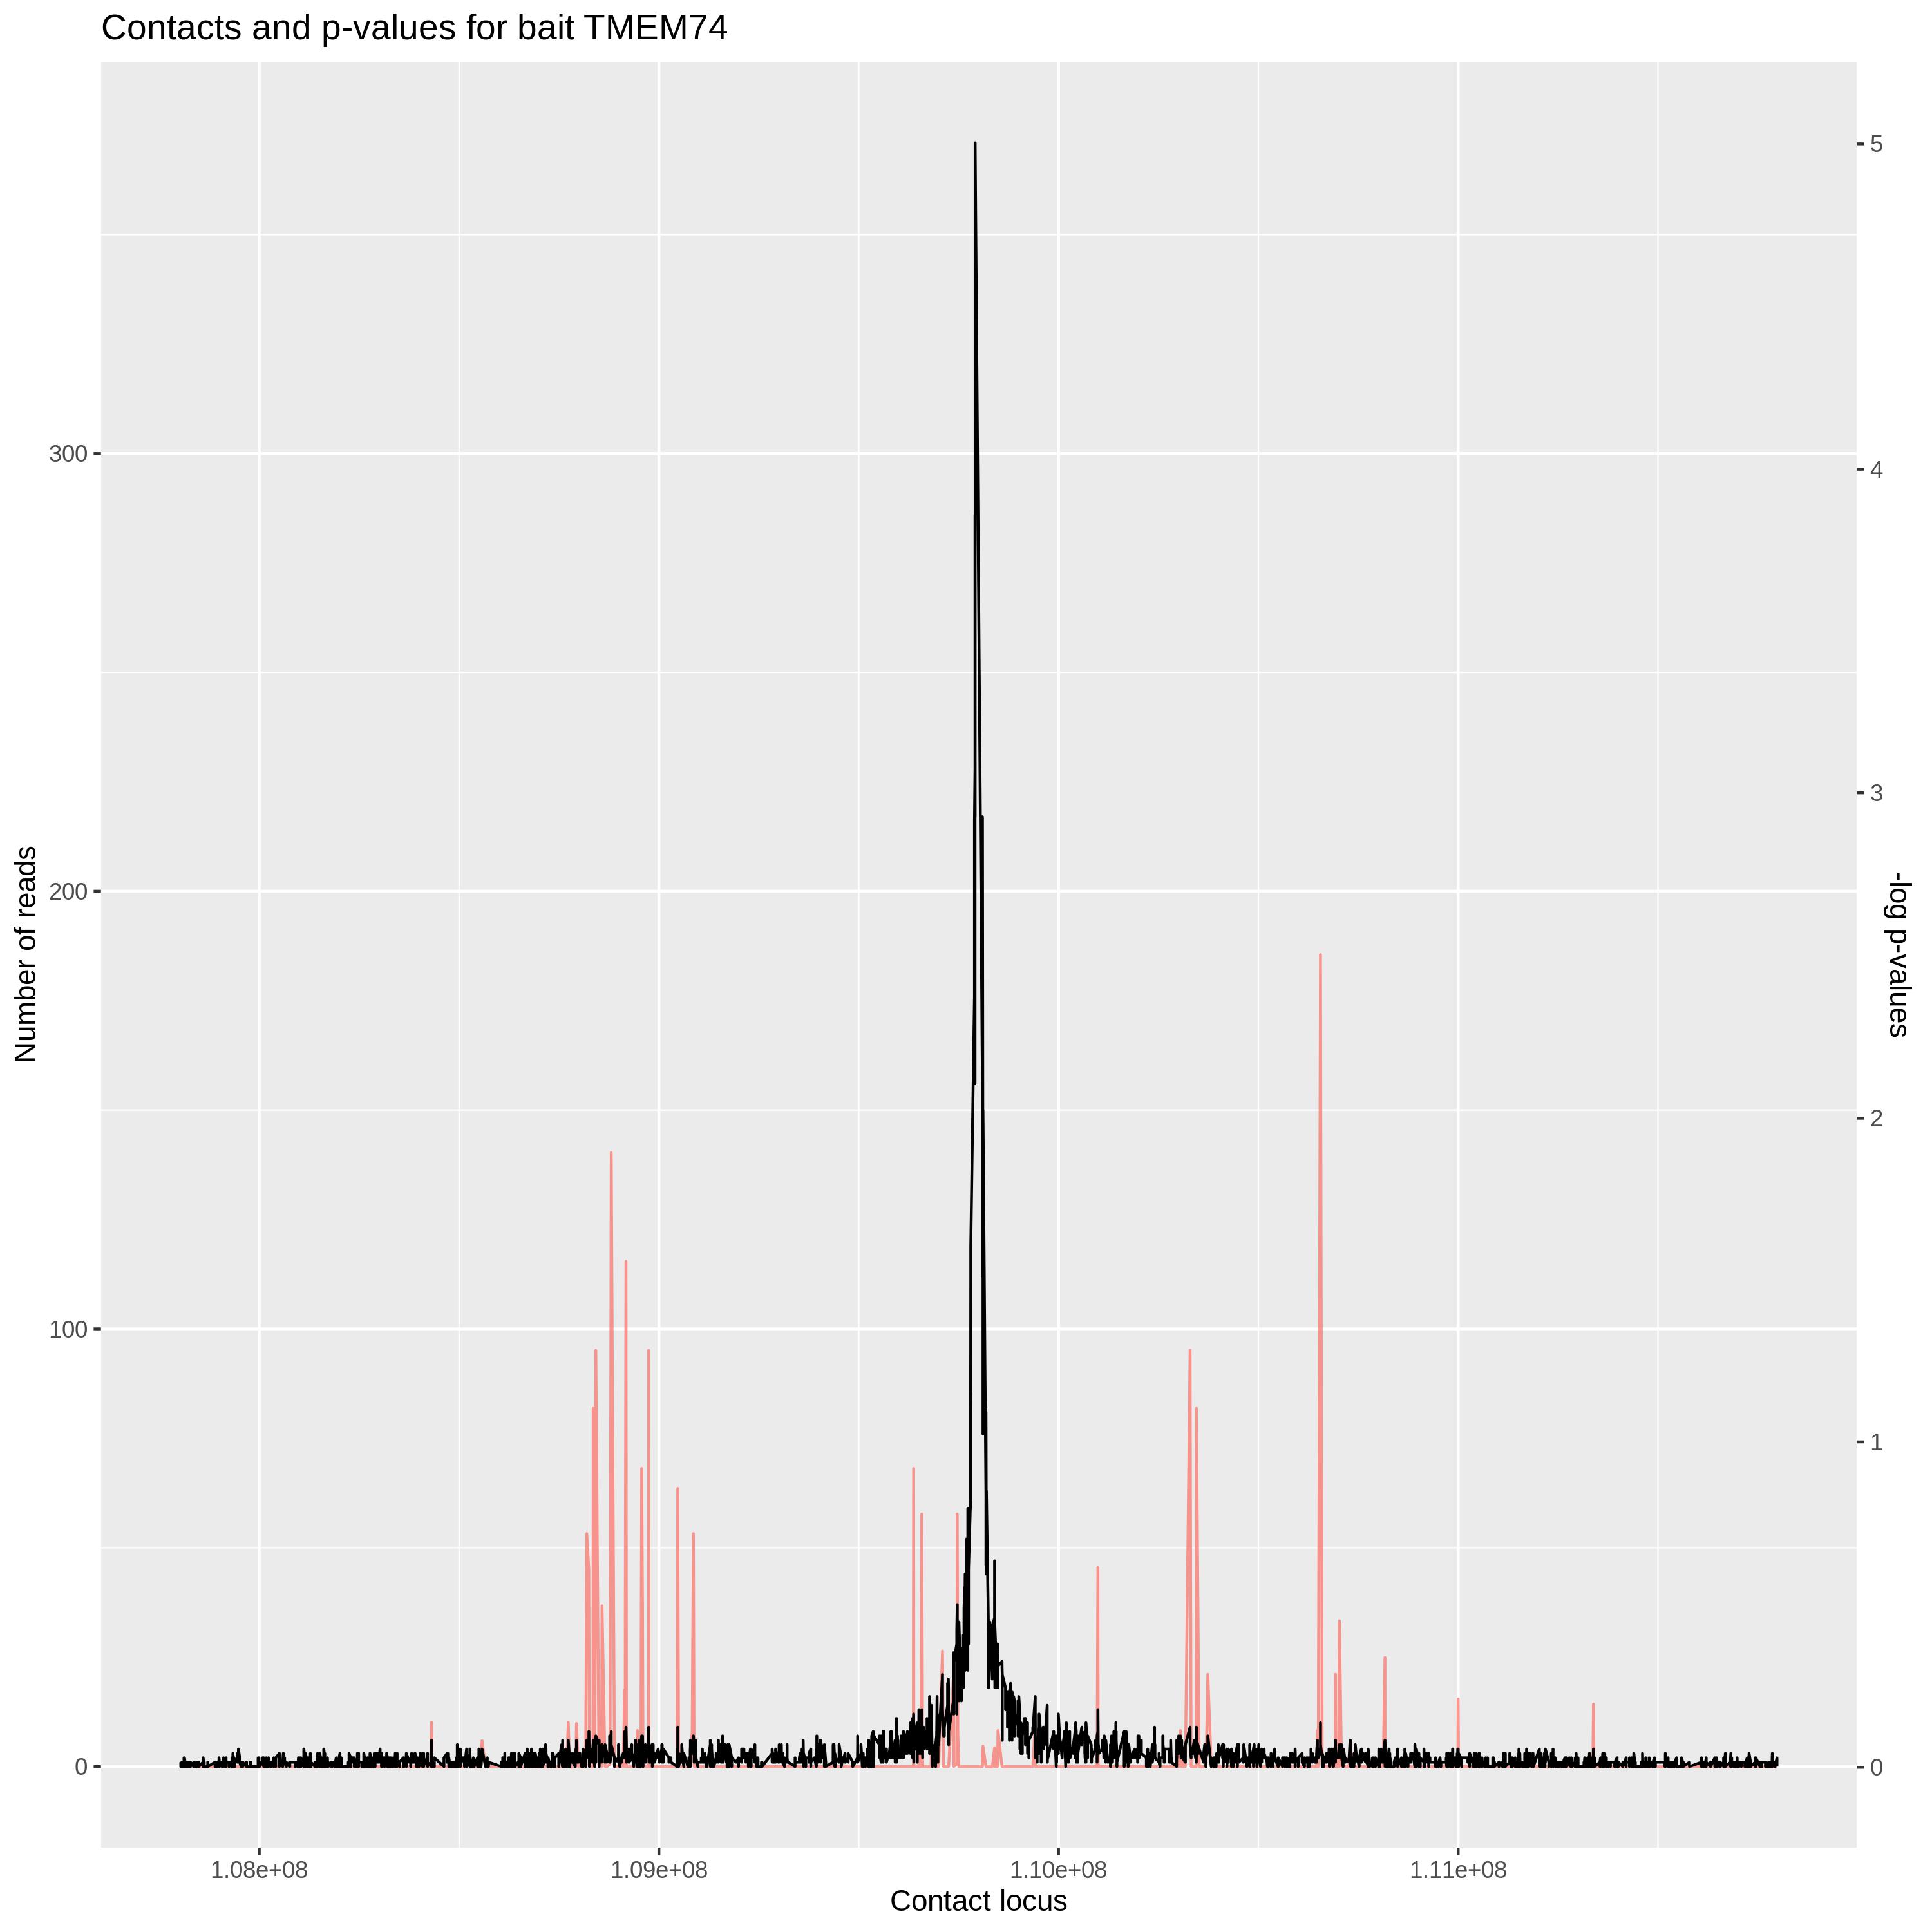 Contacts and p-values for bait TMEM74
Number of reads
300
200
100
0
5
4
3
2
1
0
-log p-values
1.08e+08
1.09e+08
1.10e+08
1.11e+08
Contact locus